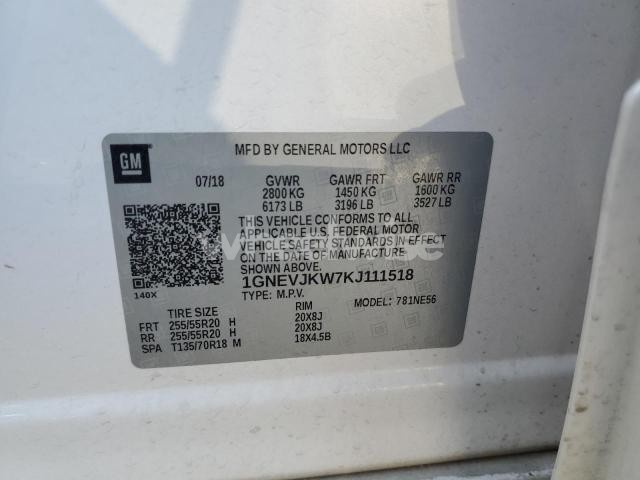 GM
MFD BY GENERAL MOTORS LLC
07/18 GVWR GAWR FRT GAWR RR
2800 KG 1450 KG 1600 KG
6173 LB 3196 LB 3527 LB
THIS VEHICLE CONFORMS TO ALL
APPLICABLE U.S. FEDERAL MOTOR
VEHICLE SAFETY STANDARDS IN EFFECT
ON THE DATE OF MANUFACTURE
SHOWN ABOVE.
1GNEVJKW7KJ111518
140X
TYPE: M.P.V. MODEL: 781NE56
TIRE SIZE RIM
FRT 255/55R20 H 20X8J
RR 255/55R20 H 20X8J
SPA T135/70R18 M 18X4.5B